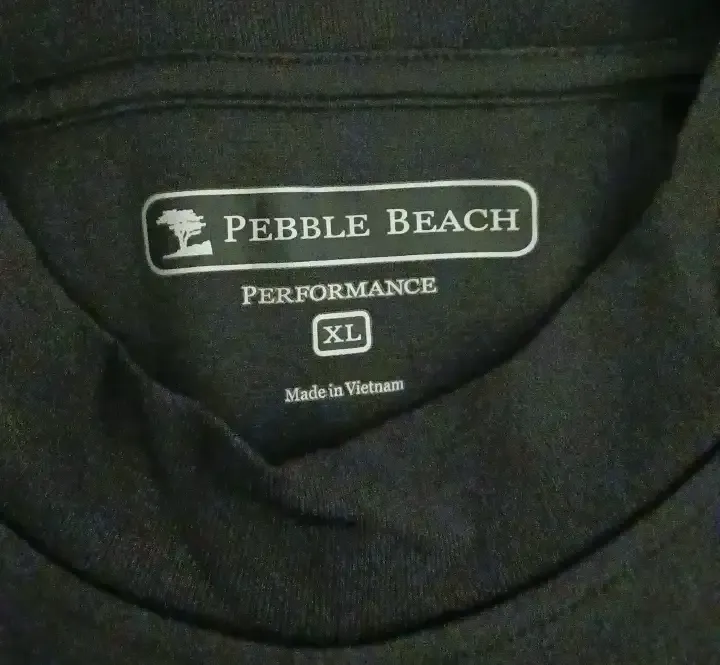 PEBBLE BEACH
PERFORMANCE
XL
Made in Vietnam